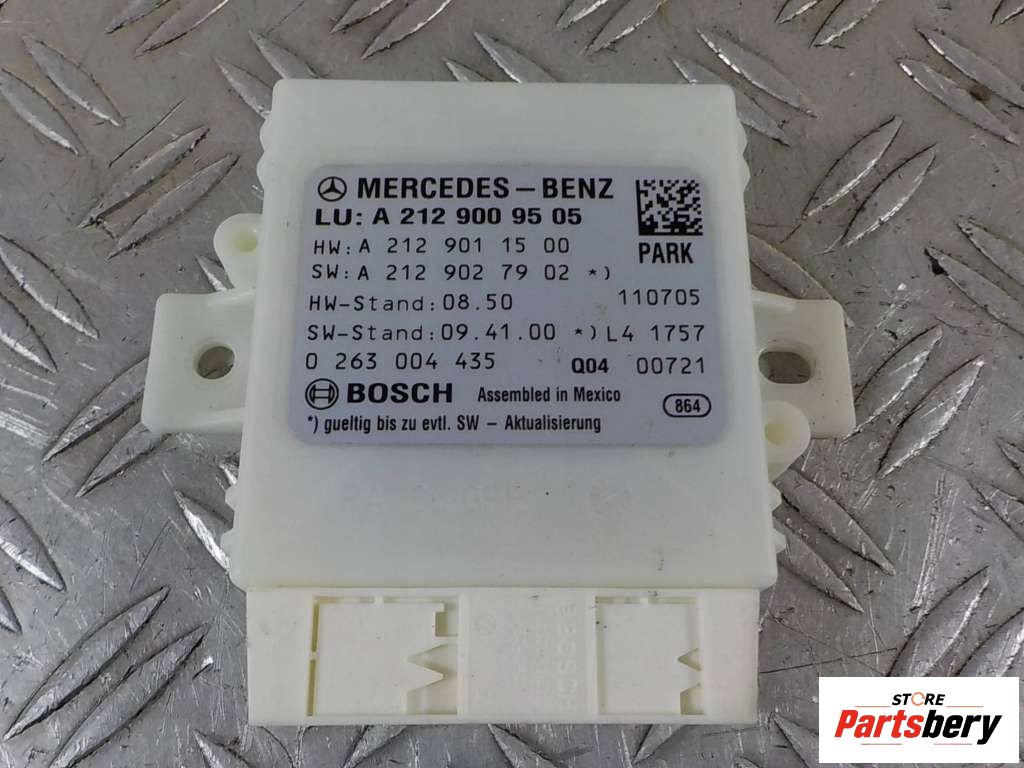 MERCEDES-BENZ
LU: A 212 900 95 05
HW: A 212 901 15 00
PARK
SW: A 212 902 79 02 *)
HW-Stand: 08.50 110705
SW-Stand: 09.41.00 *) L4 1757
0 263 004 435 Q04 00721
BOSCH Assembled in Mexico 864
*) gueltig bis zu evtl. SW - Aktualisierung
STORE
Partsbery